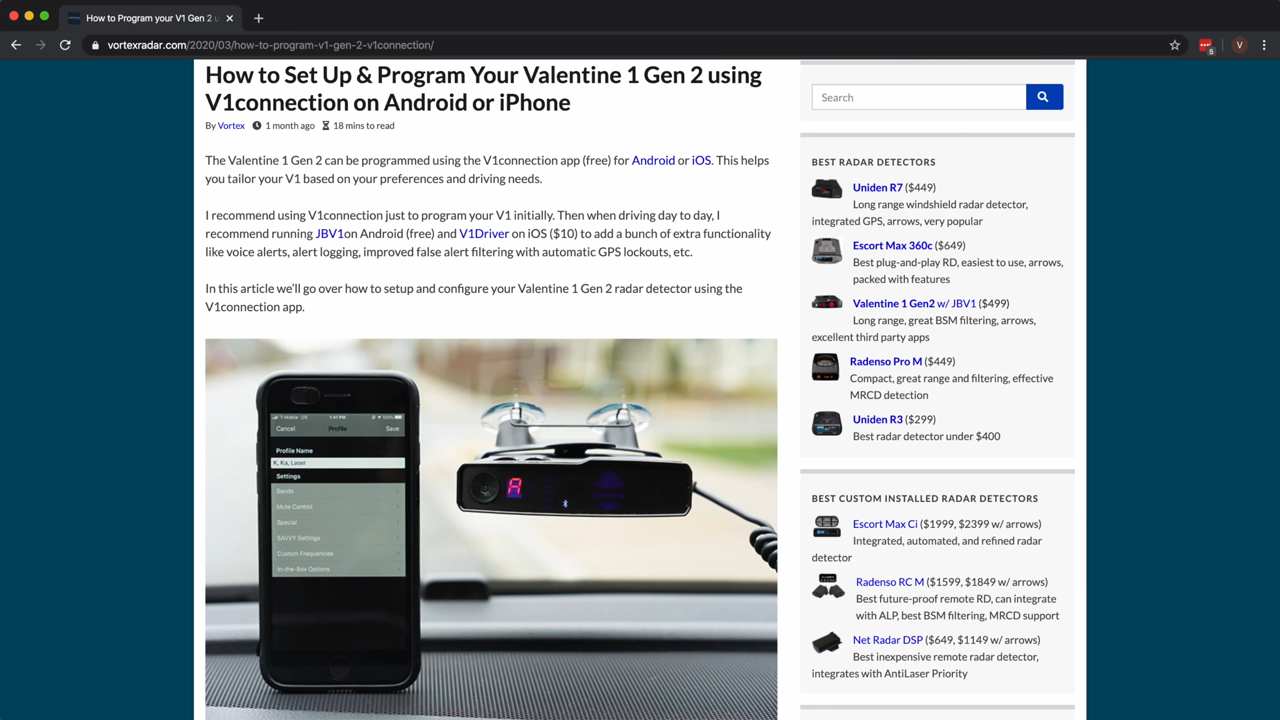 How to Program your V1 Gen 2 u
vortexradar.com/2020/03/how-to-program-v1-gen-2-v1connection/
5
V
How to Set Up & Program Your Valentine 1 Gen 2 using
V1connection on Android or iPhone
By Vortex 1 month ago 18 mins to read
The Valentine 1 Gen 2 can be programmed using the V1connection app (free) for Android or iOS. This helps
you tailor your V1 based on your preferences and driving needs.
I recommend using V1connection just to program your V1 initially. Then when driving day to day, I
recommend running JBV1on Android (free) and V1Driver on iOS ($10) to add a bunch of extra functionality
like voice alerts, alert logging, improved false alert filtering with automatic GPS lockouts, etc.
In this article we'll go over how to setup and configure your Valentine 1 Gen 2 radar detector using the
V1connection app.
T-Mobile LTE 1:41 PM 100%
Cancel Profile Save
Profile Name
K, Ka, Laser
Settings
Bands
Mute Control
Special
SAVVY Settings
Custom Frequencies
In-the-Box Options
A
Search
BEST RADAR DETECTORS
Uniden R7 ($449)
Long range windshield radar detector,
integrated GPS, arrows, very popular
Escort Max 360c ($649)
Best plug-and-play RD, easiest to use, arrows,
packed with features
Valentine 1 Gen2 w/ JBV1 ($499)
Long range, great BSM filtering, arrows,
excellent third party apps
Radenso Pro M ($449)
Compact, great range and filtering, effective
MRCD detection
Uniden R3 ($299)
Best radar detector under $400
BEST CUSTOM INSTALLED RADAR DETECTORS
Escort Max Ci ($1999, $2399 w/ arrows)
Integrated, automated, and refined radar
detector
Radenso RC M ($1599, $1849 w/ arrows)
Best future-proof remote RD, can integrate
with ALP, best BSM filtering, MRCD support
Net Radar DSP ($649, $1149 w/ arrows)
Best inexpensive remote radar detector,
integrates with AntiLaser Priority